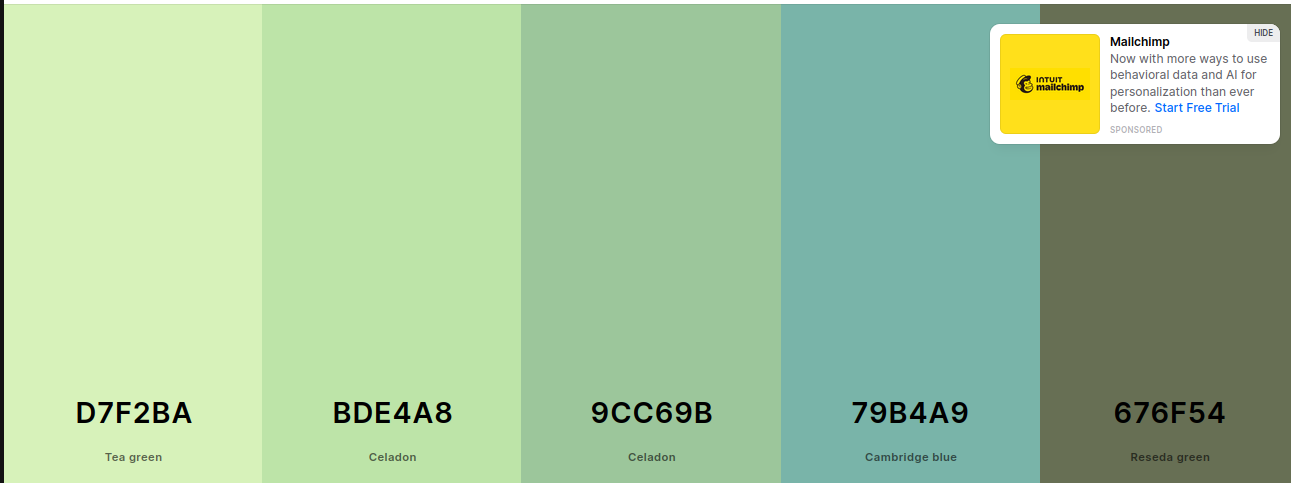 HIDE
INTUIT
mailchimp
Mailchimp
Now with more ways to use
behavioral data and AI for
personalization than ever
before. Start Free Trial
SPONSORED
D7F2BA
Tea green
BDE4A8
Celadon
9CC69B
Celadon
79B4A9
Cambridge blue
676F54
Reseda green